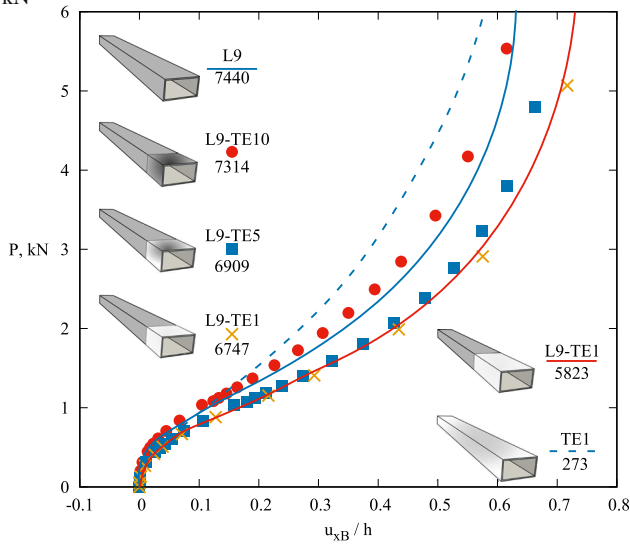 kN
6
5
4
3
2
1
0
P, kN
L9
7440
L9-TE10
7314
L9-TE5
6909
L9-TE1
6747
L9-TE1
5823
TE1
273
-0.1 0 0.1 0.2 0.3 0.4 0.5 0.6 0.7 0.8
u_xB / h